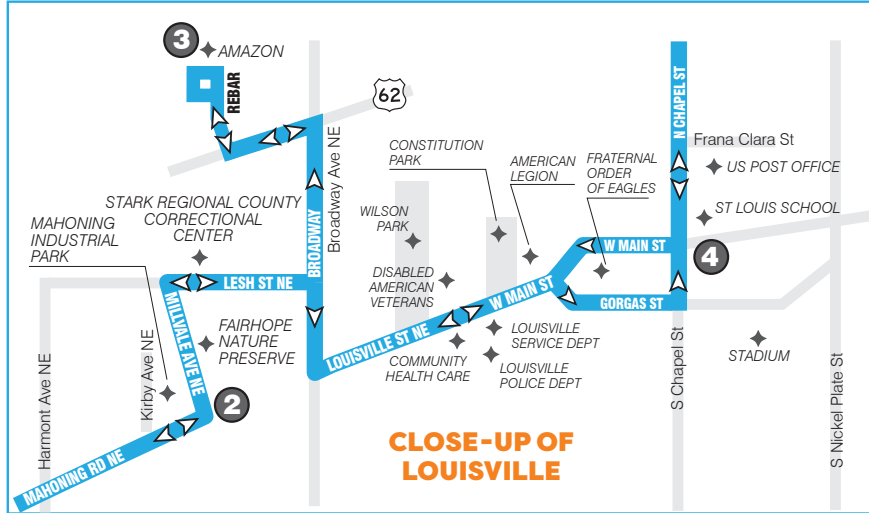 3
AMAZON
REBAR
62
N CHAPEL ST
Frana Clara St
US POST OFFICE
CONSTITUTION
PARK
AMERICAN
LEGION
FRATERNAL
ORDER
OF EAGLES
STARK REGIONAL COUNTY
CORRECTIONAL
CENTER
MAHONING
INDUSTRIAL
PARK
BROADWAY
Broadway Ave NE
WILSON
PARK
ST LOUIS SCHOOL
W MAIN ST
4
DISABLED
AMERICAN
VETERANS
LESH ST NE
W MAIN ST
GORGAS ST
MILLVALE AVE NE
FAIRHOPE
NATURE
PRESERVE
LOUISVILLE ST NE
LOUISVILLE
SERVICE DEPT
COMMUNITY
HEALTH CARE
LOUISVILLE
POLICE DEPT
STADIUM
Harmont Ave NE
Kirby Ave NE
2
S Chapel St
S Nickel Plate St
MAHONING RD NE
CLOSE-UP OF
LOUISVILLE